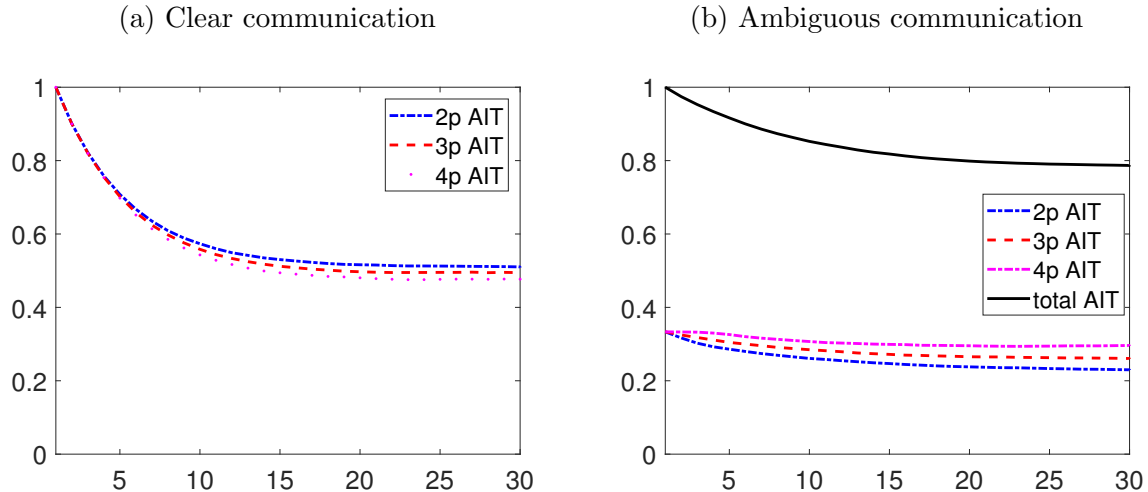 (a) Clear communication
1
0.8
0.6
0.4
0.2
0
5 10 15 20 25 30
2p AIT
3p AIT
4p AIT
(b) Ambiguous communication
1
0.8
0.6
0.4
0.2
0
5 10 15 20 25 30
2p AIT
3p AIT
4p AIT
total AIT